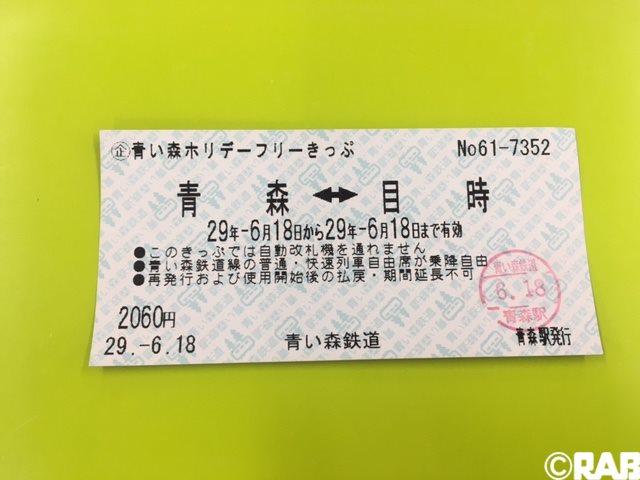 企 青い森ホリデーフリーきっぷ No61-7352
青森 ↔ 目時
29年-6月18日から29年-6月18日まで有効
●このきっぷでは自動改札機を通れません
●青い森鉄道線の普通・快速列車自由席が乗降自由
●再発行および使用開始後の払戻・期間延長不可
青い森鉄道
6.18
青森駅
2060円
29.-6.18 青い森鉄道 青森駅発行
©RAB